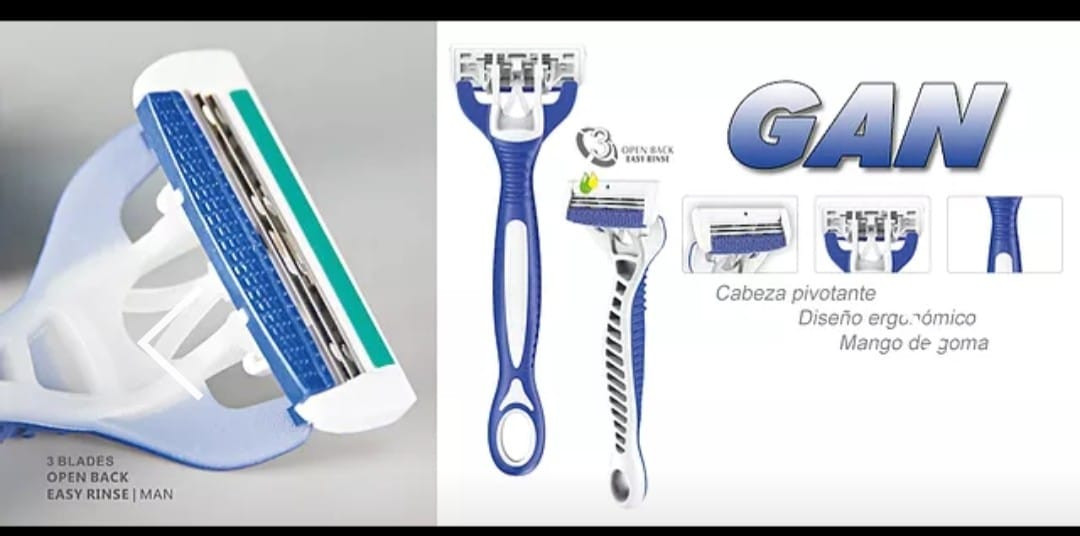 3 BLADES
OPEN BACK
EASY RINSE | MAN
3 OPEN BACK
EASY RINSE
GAN
Cabeza pivotante
Diseño ergonómico
Mango de goma